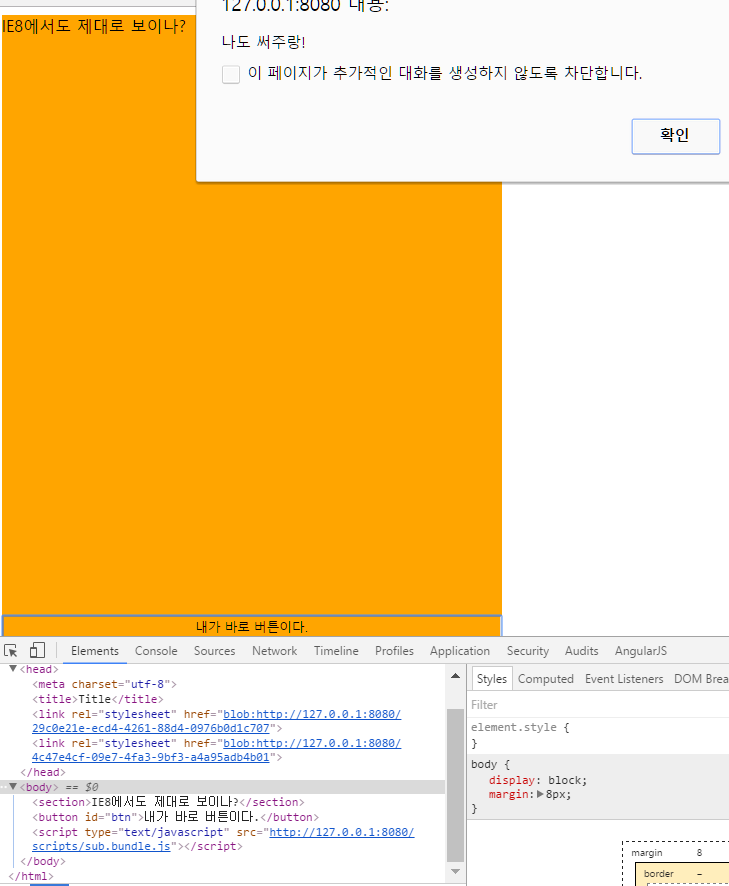 127.0.0.1:8080 내용:
IE8에서도 제대로 보이나?
나도 써주랑!
이 페이지가 추가적인 대화를 생성하지 않도록 차단합니다.
확인
내가 바로 버튼이다.
Elements Console Sources Network Timeline Profiles Application Security Audits AngularJS
▼<head>
<meta charset="utf-8">
<title>Title</title>
<link rel="stylesheet" href="blob:http://127.0.0.1:8080/
29c0e21e-ecd4-4261-88d4-0976b0d1c707">
<link rel="stylesheet" href="blob:http://127.0.0.1:8080/
4c47e4cf-09e7-4fa3-9bf3-a4a95adb4b01">
</head>
…▼<body> == $0
<section>IE8에서도 제대로 보이나?</section>
<button id="btn">내가 바로 버튼이다.</button>
<script type="text/javascript" src="http://127.0.0.1:8080/
scripts/sub.bundle.js"></script>
</body>
</html>
Styles Computed Event Listeners DOM Brea
Filter
element.style {
}
body {
display: block;
margin:▶8px;
}
margin 8
border –